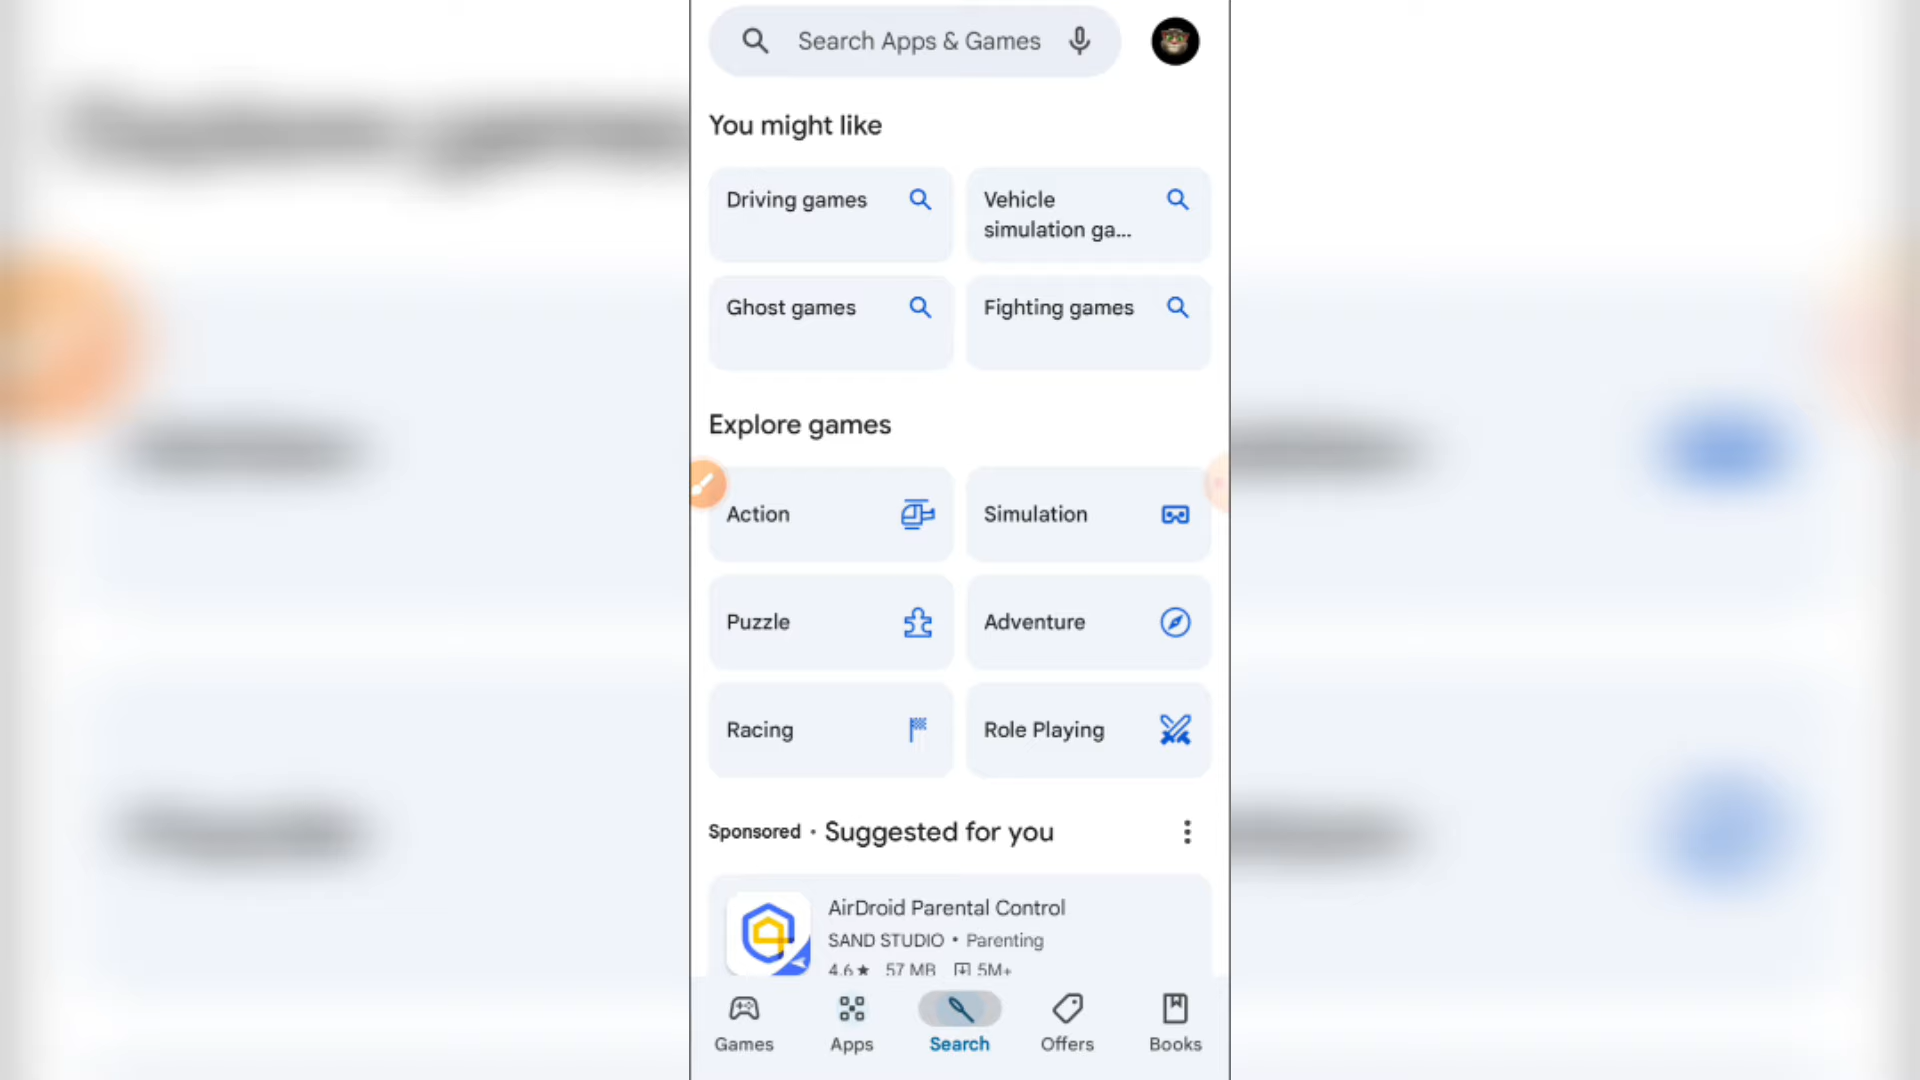 Search Apps & Games
You might like
Driving games
Vehicle
simulation ga...
Ghost games
Fighting games
Explore games
Action
Simulation
Puzzle
Adventure
Racing
Role Playing
Sponsored • Suggested for you
AirDroid Parental Control
SAND STUDIO • Parenting
4.6★ 57 MB 5M+
Games
Apps
Search
Offers
Books